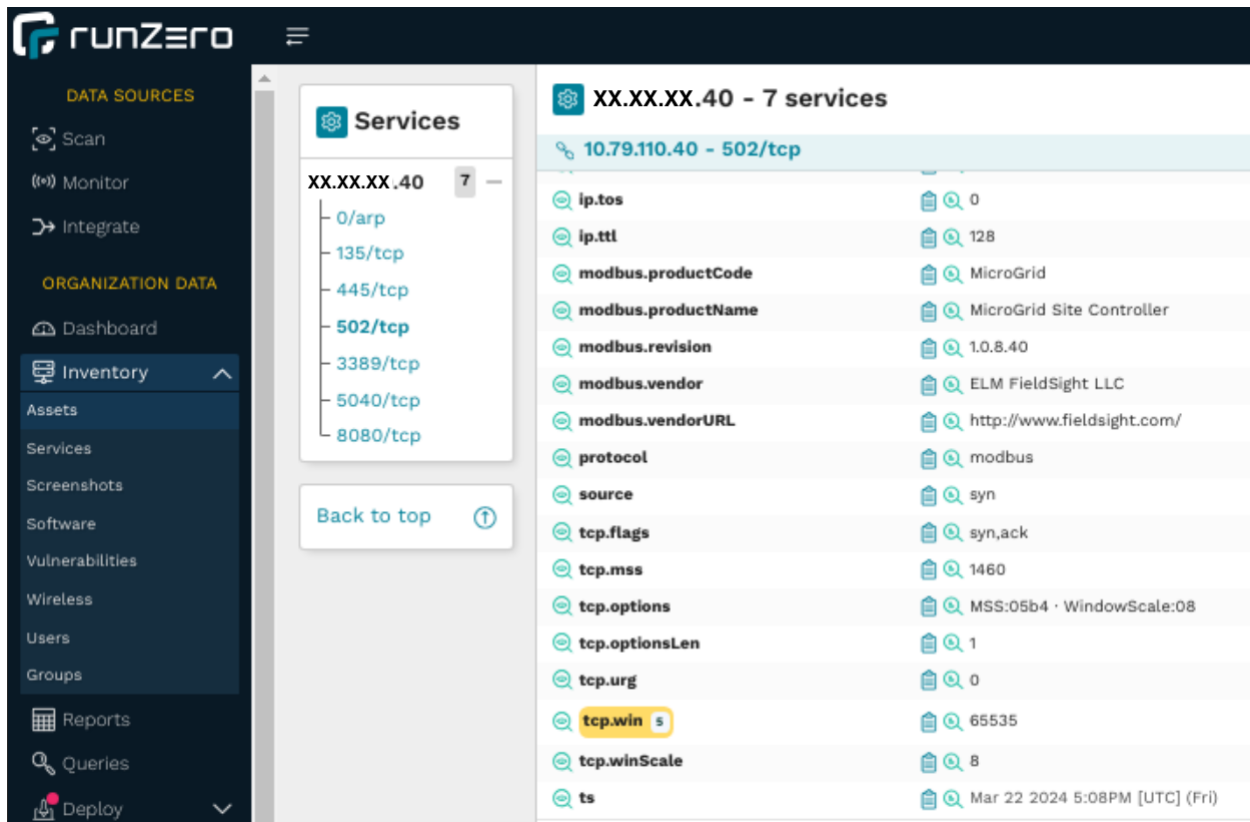 runZero
DATA SOURCES
Scan
Monitor
Integrate
ORGANIZATION DATA
Dashboard
Inventory
Assets
Services
Screenshots
Software
Vulnerabilities
Wireless
Users
Groups
Reports
Queries
Deploy
Services
XX.XX.XX.40 7
0/arp
135/tcp
445/tcp
502/tcp
3389/tcp
5040/tcp
8080/tcp
Back to top
XX.XX.XX.40 - 7 services
10.79.110.40 - 502/tcp
ip.tos 0
ip.ttl 128
modbus.productCode MicroGrid
modbus.productName MicroGrid Site Controller
modbus.revision 1.0.8.40
modbus.vendor ELM FieldSight LLC
modbus.vendorURL http://www.fieldsight.com/
protocol modbus
source syn
tcp.flags syn,ack
tcp.mss 1460
tcp.options MSS:05b4 · WindowScale:08
tcp.optionsLen 1
tcp.urg 0
tcp.win 5 65535
tcp.winScale 8
ts Mar 22 2024 5:08PM [UTC] (Fri)